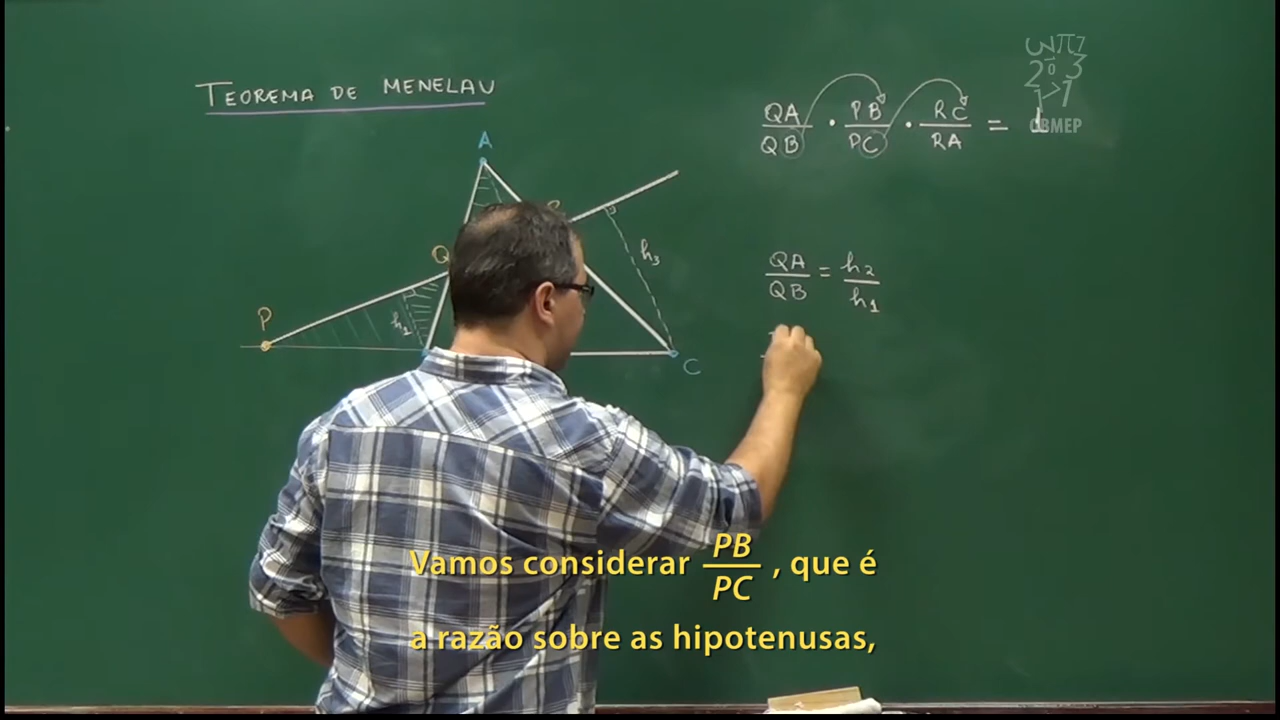 TEOREMA DE MENELAU
QA/QB · PB/PC · RC/RA = 1
OBMEP
A
Q
h3
P
h1
C
QA/QB = h2/h1
Vamos considerar PB/PC , que é
a razão sobre as hipotenusas,